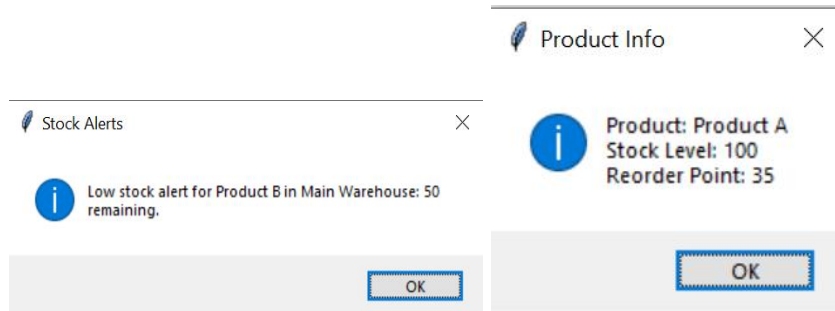 Stock Alerts
Low stock alert for Product B in Main Warehouse: 50
remaining.
OK
Product Info
Product: Product A
Stock Level: 100
Reorder Point: 35
OK